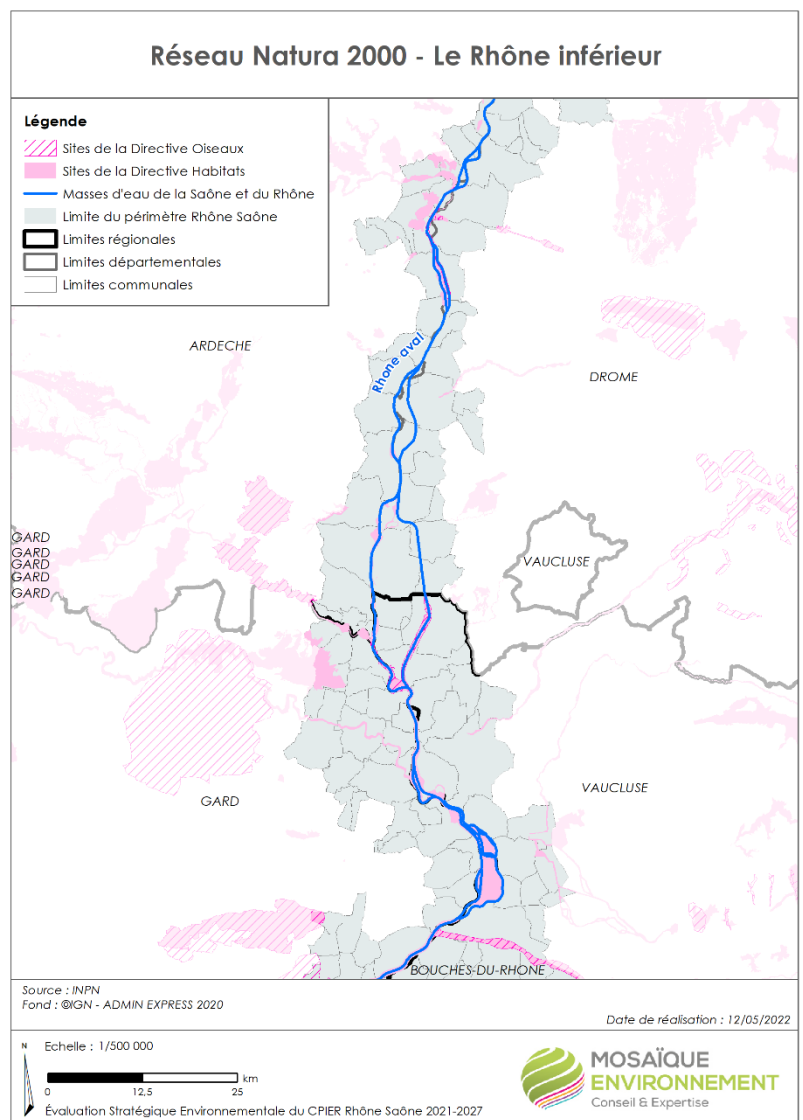 Réseau Natura 2000 - Le Rhône inférieur
Légende
Sites de la Directive Oiseaux
Sites de la Directive Habitats
Masses d'eau de la Saône et du Rhône
Limite du périmètre Rhône Saône
Limites régionales
Limites départementales
Limites communales
ARDECHE
Rhone aval
DROME
GARD
GARD
GARD
GARD
GARD
VAUCLUSE
GARD
VAUCLUSE
BOUCHES-DU-RHONE
Source : INPN
Fond : ©IGN - ADMIN EXPRESS 2020
Date de réalisation : 12/05/2022
N
Echelle : 1/500 000
km
0 12,5 25
Évaluation Stratégique Environnementale du CPIER Rhône Saône 2021-2027
MOSAÏQUE
ENVIRONNEMENT
Conseil & Expertise